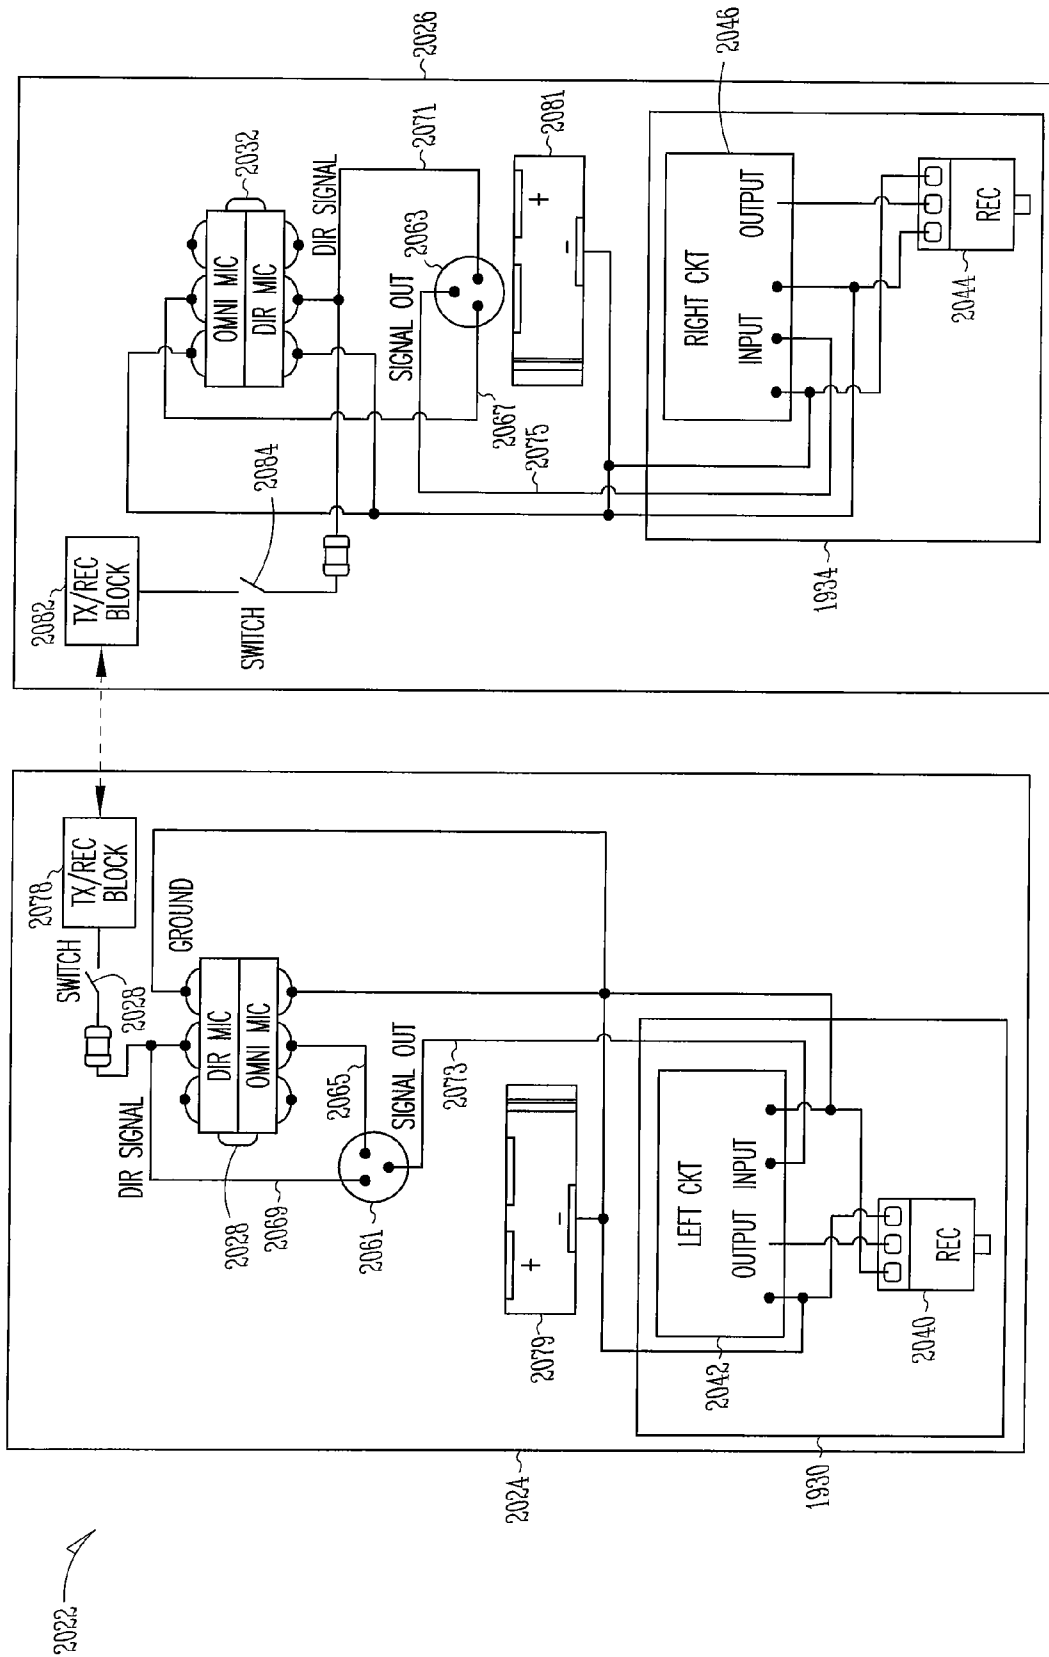 2022
2024
2078
TX/REC
BLOCK
SWITCH
2028
GROUND
DIR MIC
OMNI MIC
DIR SIGNAL
2028
2069
2061
2065
SIGNAL OUT
2073
+
-
2079
LEFT CKT
OUTPUT
INPUT
2042
REC
2040
1930
2026
2082
TX/REC
BLOCK
SWITCH
2084
OMNI MIC
DIR MIC
2032
DIR SIGNAL
2071
SIGNAL OUT
2063
2067
2075
+
-
2081
RIGHT CKT
INPUT
OUTPUT
2046
REC
2044
1934